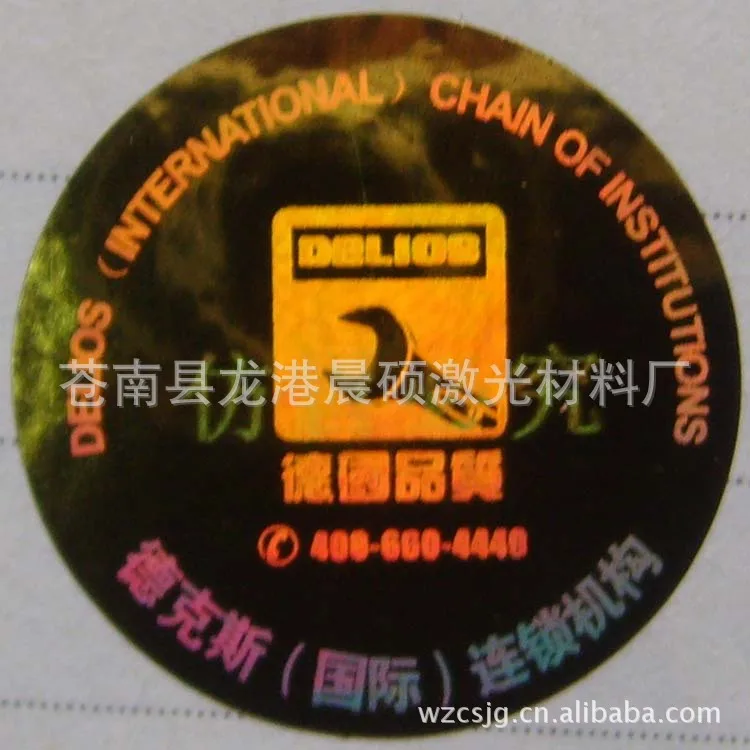 DELIOS（INTERNATIONAL）CHAIN OF INSTITUTIONS
DELIOS
苍南县龙港晨硕激光材料厂
德國品質
400-660-4440
德克斯（国际）连锁机构
wzcsjg.cn.alibaba.com